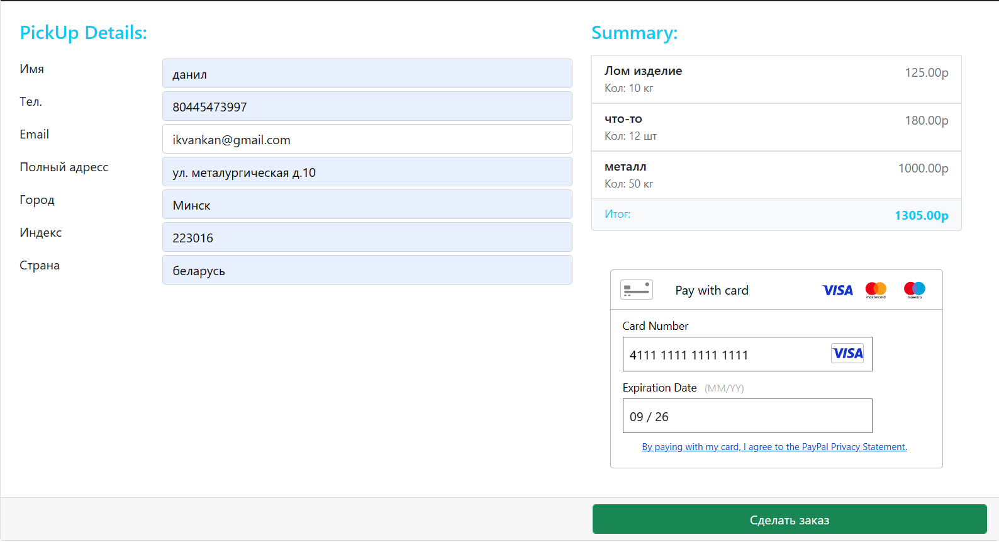 PickUp Details:
Имя
данил
Тел.
80445473997
Email
ikvankan@gmail.com
Полный адресс
ул. металургическая д.10
Город
Минск
Индекс
223016
Страна
беларусь
Summary:
Лом изделие 125.00р
Кол: 10 кг
что-то 180.00р
Кол: 12 шт
металл 1000.00р
Кол: 50 кг
Итог: 1305.00р
Pay with card VISA mastercard maestro
Card Number
4111 1111 1111 1111 VISA
Expiration Date (MM/YY)
09 / 26
By paying with my card, I agree to the PayPal Privacy Statement.
Сделать заказ